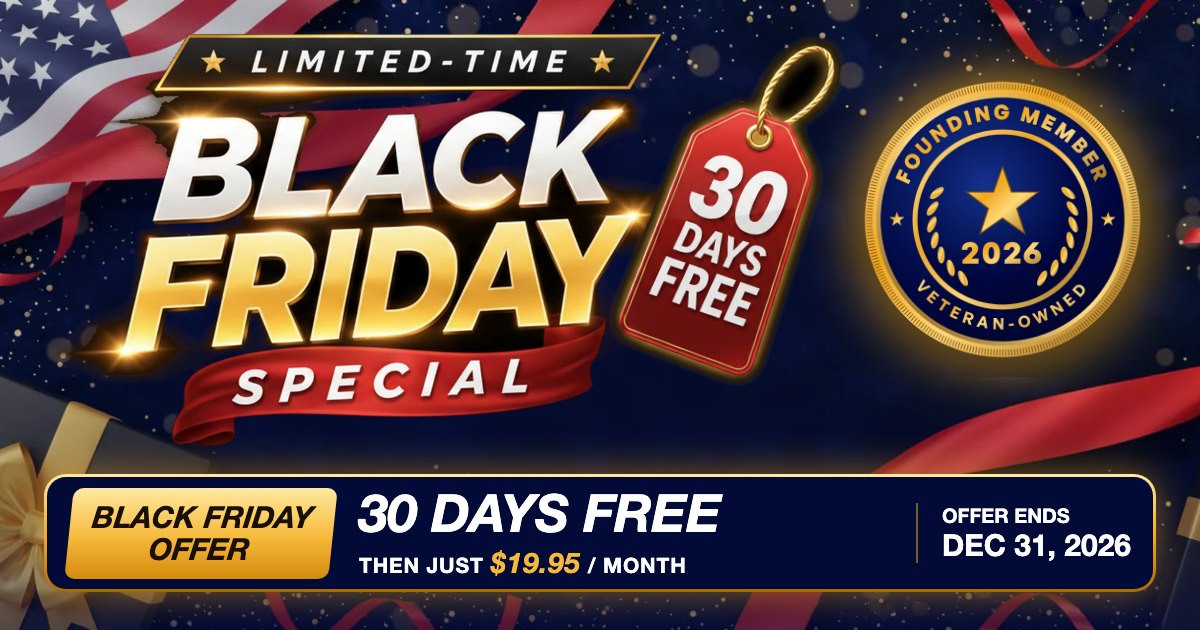 LIMITED-TIME
BLACK
FRIDAY
SPECIAL
30
DAYS
FREE
FOUNDING MEMBER
2026
VETERAN-OWNED
BLACK FRIDAY
OFFER
30 DAYS FREE
THEN JUST $19.95 / MONTH
OFFER ENDS
DEC 31, 2026